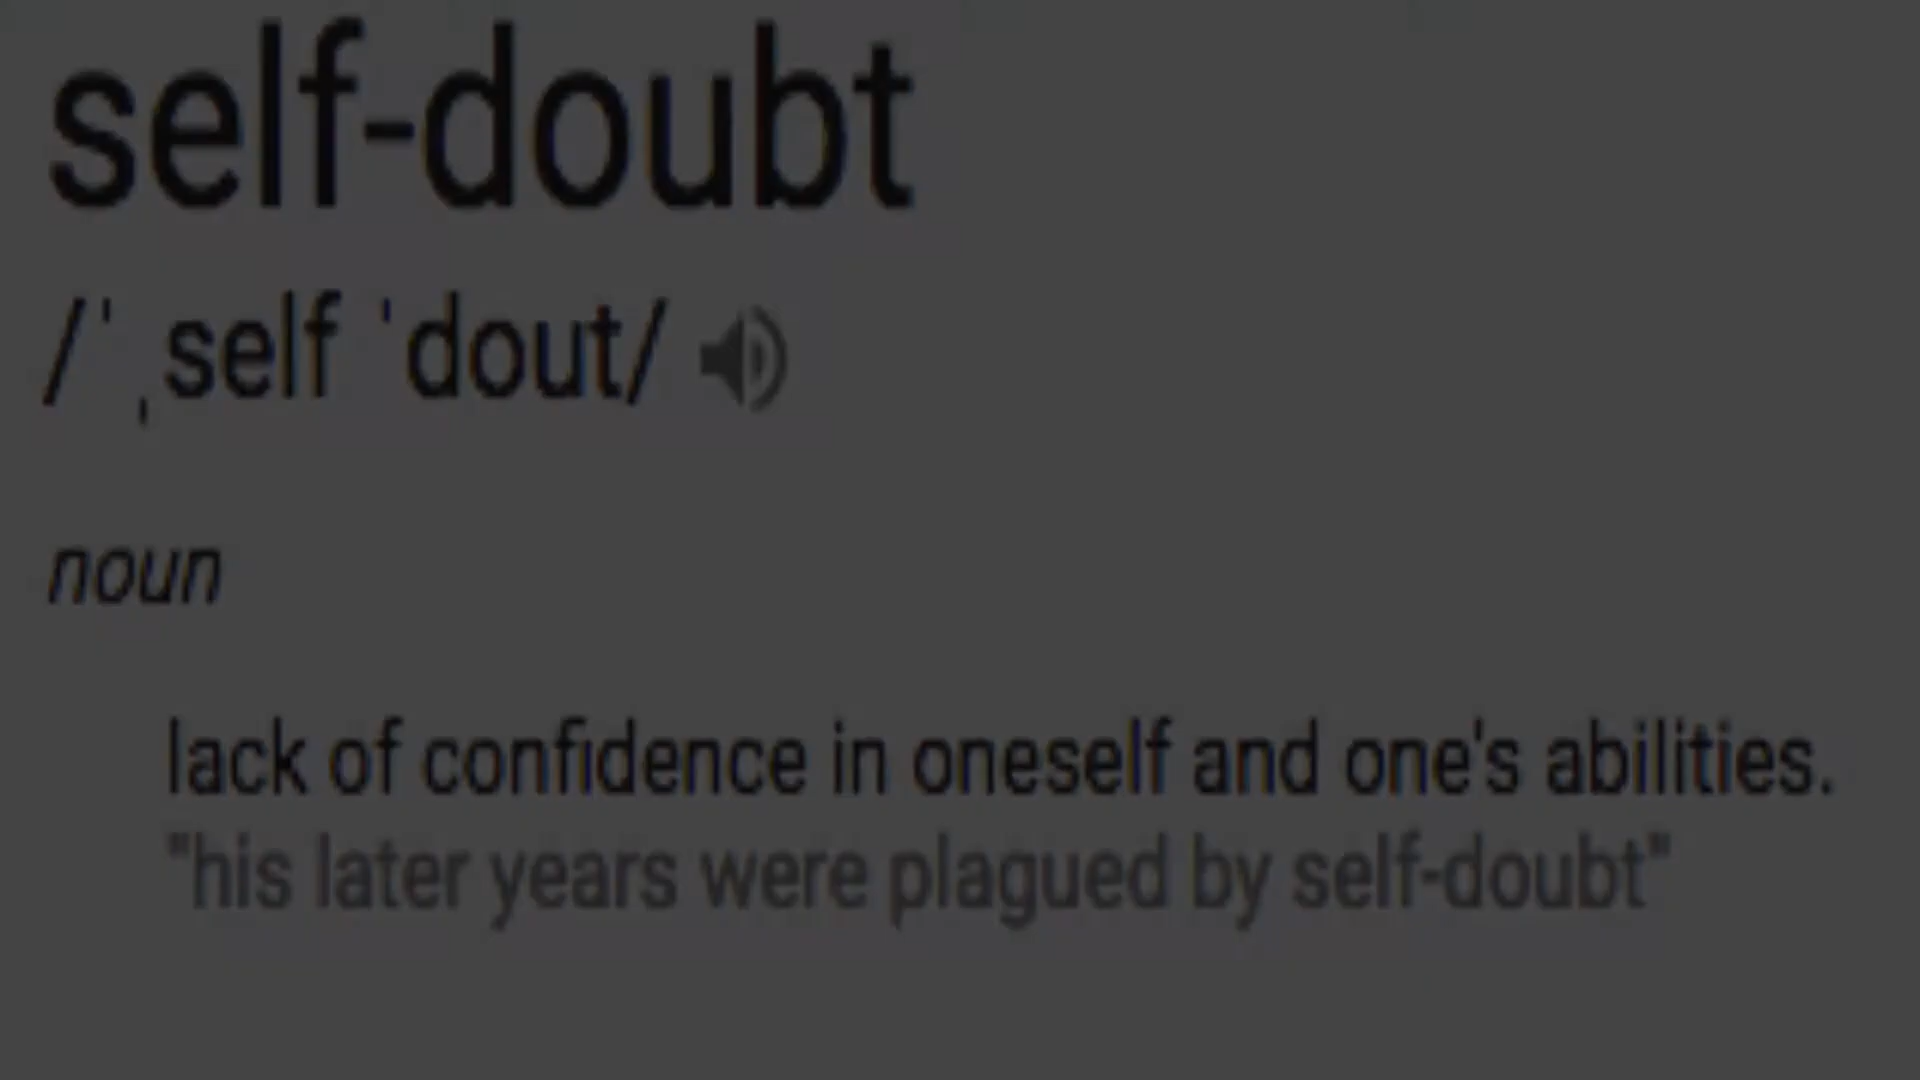 self-doubt
/ˈ ˌself ˈdout/
noun
lack of confidence in oneself and one's abilities.
"his later years were plagued by self-doubt"